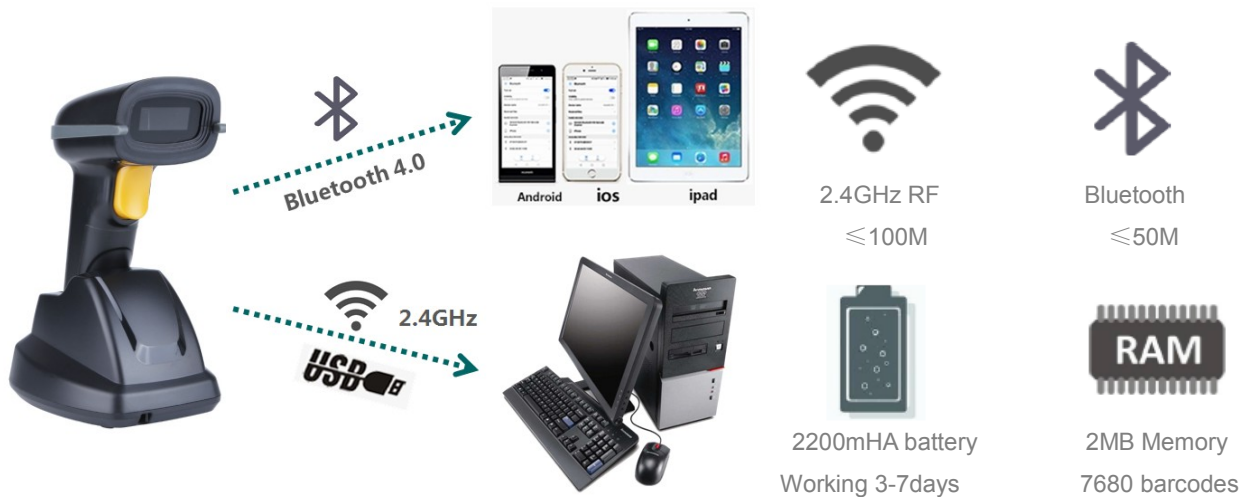 Bluetooth 4.0
Android
ios
ipad
2.4GHz
USB
2.4GHz RF
≤100M
Bluetooth
≤50M
RAM
2200mHA battery
Working 3-7days
2MB Memory
7680 barcodes